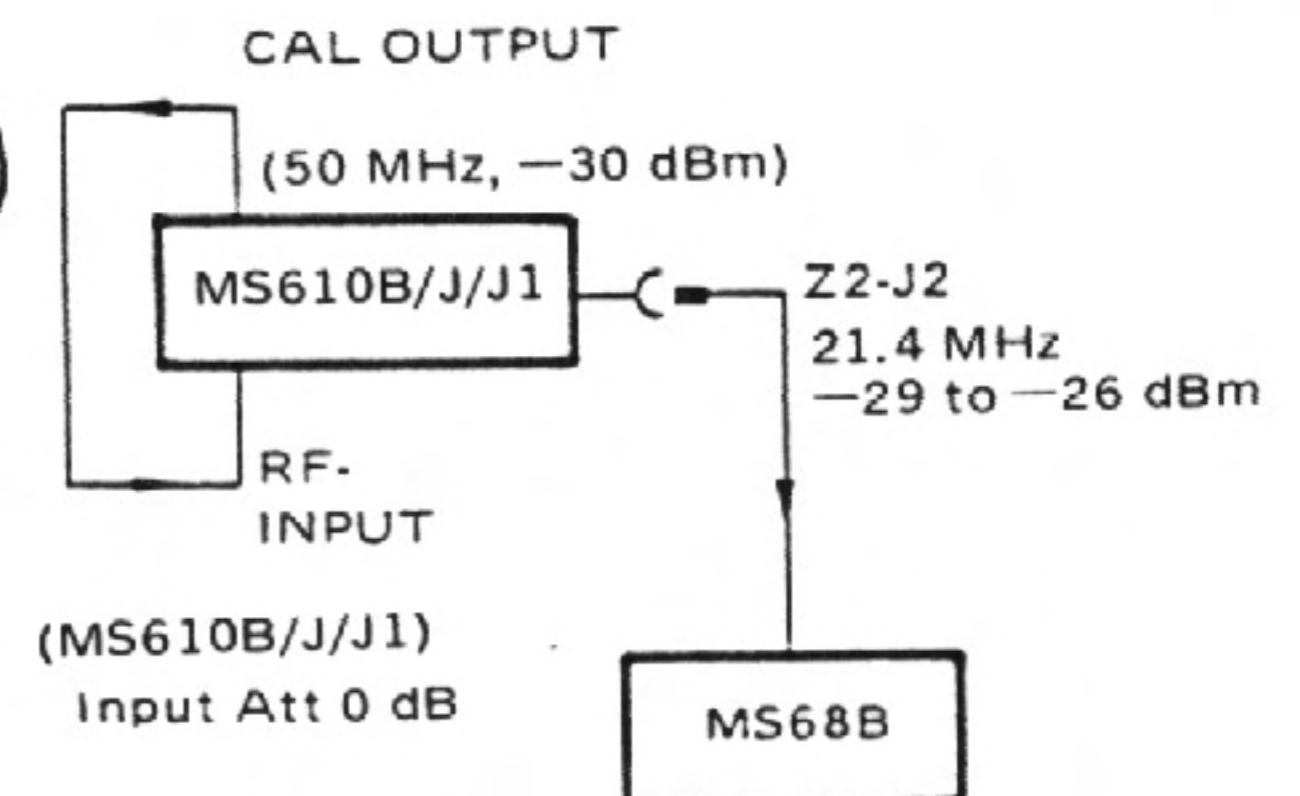 CAL OUTPUT
(50 MHz, —30 dBm)
MS610B/J/J1
Z2-J2
21.4 MHz
—29 to —26 dBm
RF-
INPUT
(MS610B/J/J1)
Input Att 0 dB
MS68B